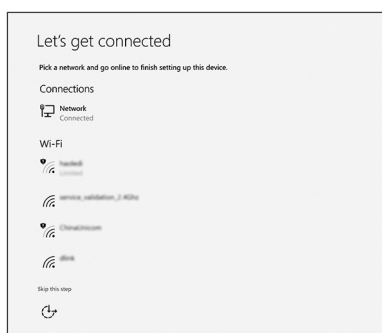 Let's get connected
Pick a network and go online to finish setting up this device.
Connections
Network
Connected
Wi-Fi
Limited
service_validation_2.4Ghz
ChinaUnicom
dlink
Skip this step